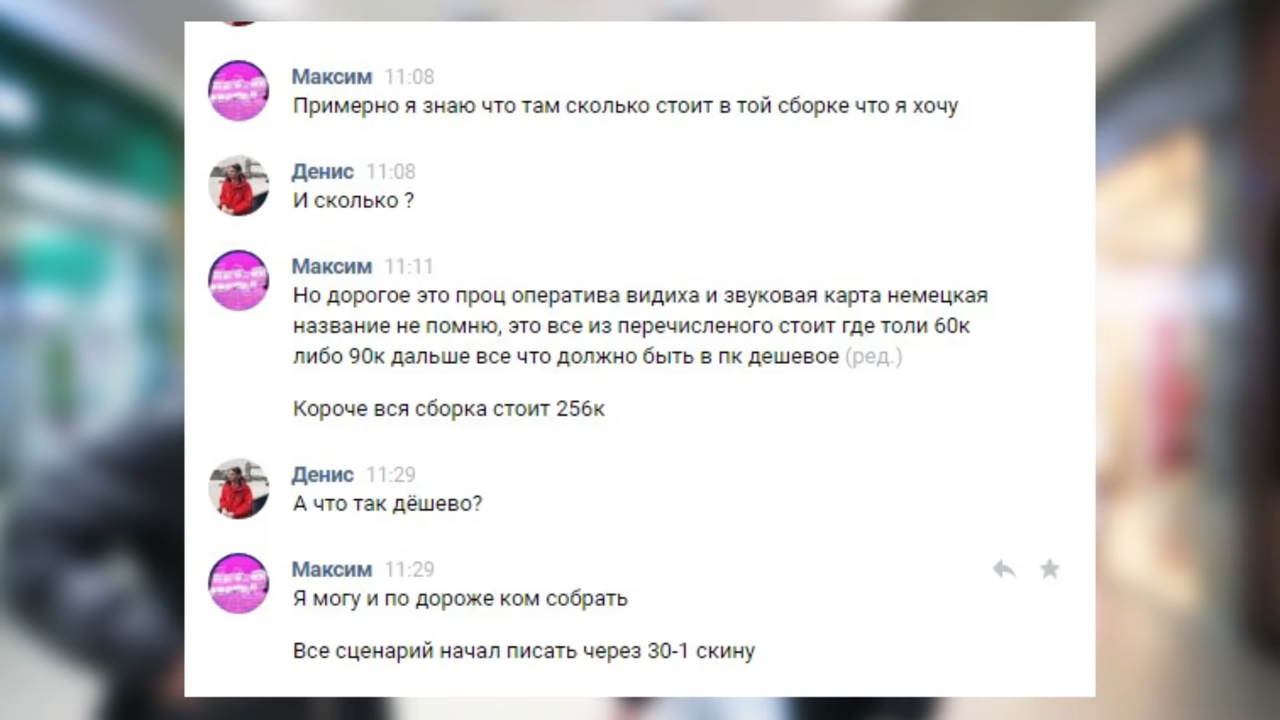 Максим 11:08
Примерно я знаю что там сколько стоит в той сборке что я хочу
Денис 11:08
И сколько ?
Максим 11:11
Но дорогое это проц оператива видиха и звуковая карта немецкая
название не помню, это все из перечисленого стоит где толи 60к
либо 90к дальше все что должно быть в пк дешевое (ред.)
Короче вся сборка стоит 256к
Денис 11:29
А что так дёшево?
Максим 11:29
Я могу и по дороже ком собрать
Все сценарий начал писать через 30-1 скину